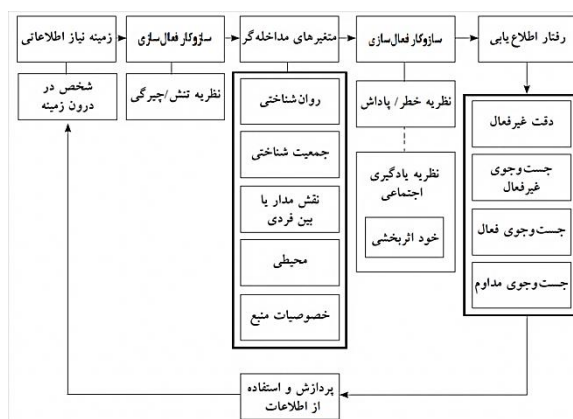 زمینه نیاز اطلاعاتی
سازوکار فعال‌سازی
متغیرهای مداخله‌گر
سازوکار فعال‌سازی
رفتار اطلاع‌یابی
شخص در
درون زمینه
نظریه تنش/چیرگی
روان‌شناختی
جمعیت شناختی
نقش مدار یا
بین فردی
محیطی
خصوصیات منبع
نظریه خطر/ پاداش
نظریه یادگیری
اجتماعی
خود اثربخشی
دقت غیرفعال
جست‌وجوی
غیرفعال
جست‌وجوی فعال
جست‌وجوی مداوم
پردازش و استفاده
از اطلاعات